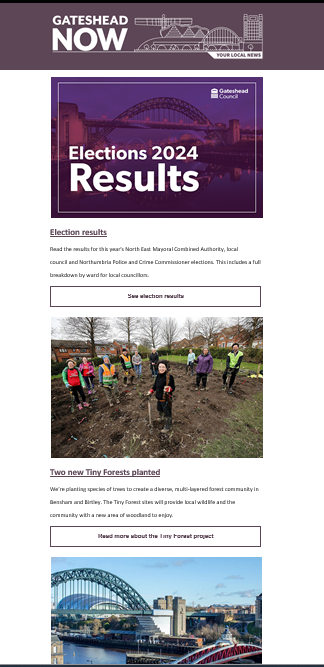 GATESHEAD
NOW
YOUR LOCAL NEWS
Gateshead
Council
Elections 2024
Results
Election results
Read the results for this year's North East Mayoral Combined Authority, local
council and Northumbria Police and Crime Commissioner elections. This includes a full
breakdown by ward for local councillors.
See election results
Two new Tiny Forests planted
We're planting species of trees to create a diverse, multi-layered forest community in
Bensham and Birtley. The Tiny Forest sites will provide local wildlife and the
community with a new area of woodland to enjoy.
Read more about the Tiny Forest project